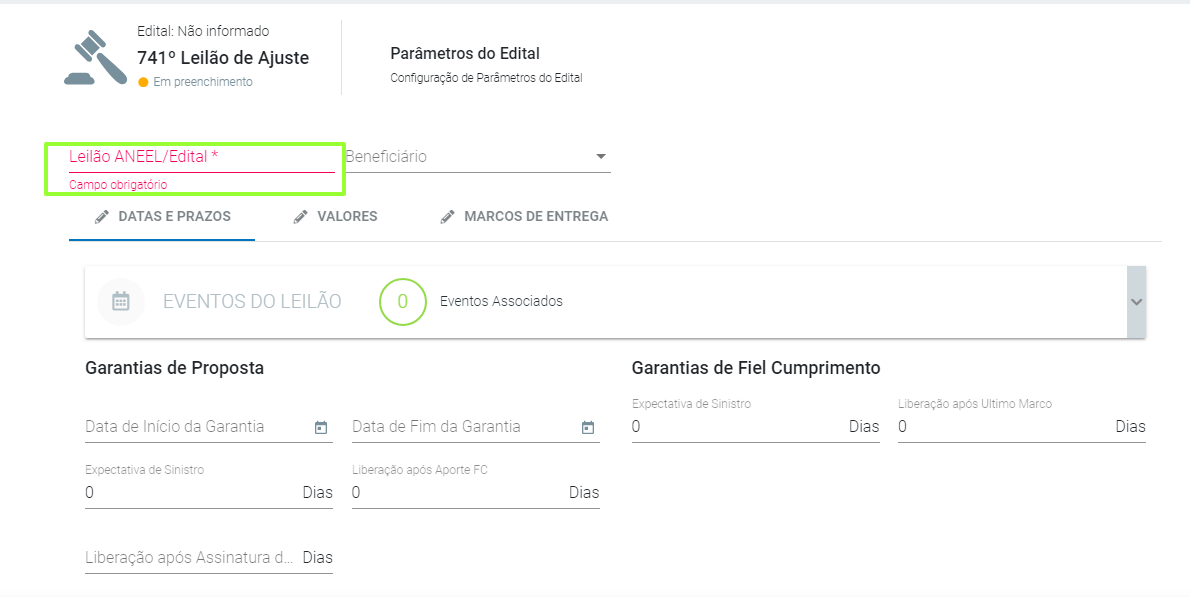 Edital: Não informado
741º Leilão de Ajuste
Em preenchimento
Parâmetros do Edital
Configuração de Parâmetros do Edital
Leilão ANEEL/Edital *
Campo obrigatório
Beneficiário
DATAS E PRAZOS
VALORES
MARCOS DE ENTREGA
EVENTOS DO LEILÃO
0
Eventos Associados
Garantias de Proposta
Data de Início da Garantia
Data de Fim da Garantia
Expectativa de Sinistro
0 Dias
Liberação após Aporte FC
0 Dias
Liberação após Assinatura d... Dias
Garantias de Fiel Cumprimento
Expectativa de Sinistro
0 Dias
Liberação após Ultimo Marco
0 Dias